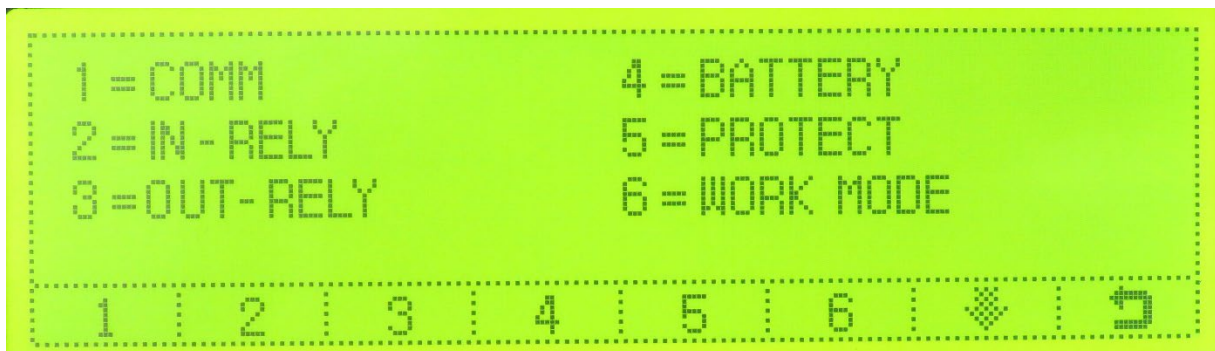 1=COMM
2=IN-RELY
3=OUT-RELY
4=BATTERY
5=PROTECT
6=WORK MODE
1 2 3 4 5 6